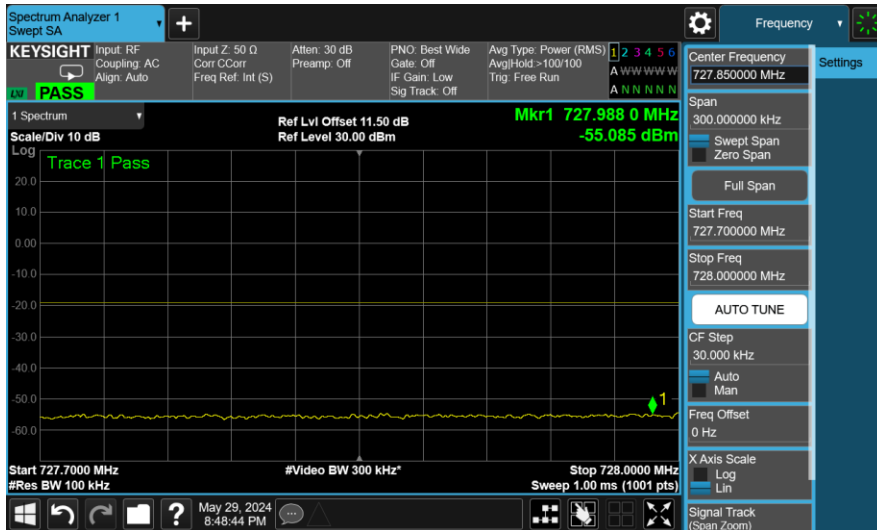 Spectrum Analyzer 1
Swept SA
Frequency
KEYSIGHT
Input: RF
Coupling: AC
Align: Auto
Input Z: 50 Ω
Corr CCorr
Freq Ref: Int (S)
Atten: 30 dB
Preamp: Off
PNO: Best Wide
Gate: Off
IF Gain: Low
Sig Track: Off
Avg Type: Power (RMS)
Avg|Hold:>100/100
Trig: Free Run
1 2 3 4 5 6
A W W W W W
A N N N N N
LXI
PASS
1 Spectrum
Scale/Div 10 dB
Ref Lvl Offset 11.50 dB
Ref Level 30.00 dBm
Mkr1 727.988 0 MHz
-55.085 dBm
Log
Trace 1 Pass
20.0
10.0
0.00
-10.0
-20.0
-30.0
-40.0
-50.0
-60.0
1
Start 727.7000 MHz
#Res BW 100 kHz
#Video BW 300 kHz*
Stop 728.0000 MHz
Sweep 1.00 ms (1001 pts)
?
May 29, 2024
8:48:44 PM
Center Frequency
727.850000 MHz
Settings
Span
300.000000 kHz
Swept Span
Zero Span
Full Span
Start Freq
727.700000 MHz
Stop Freq
728.000000 MHz
AUTO TUNE
CF Step
30.000 kHz
Auto
Man
Freq Offset
0 Hz
X Axis Scale
Log
Lin
Signal Track
(Span Zoom)